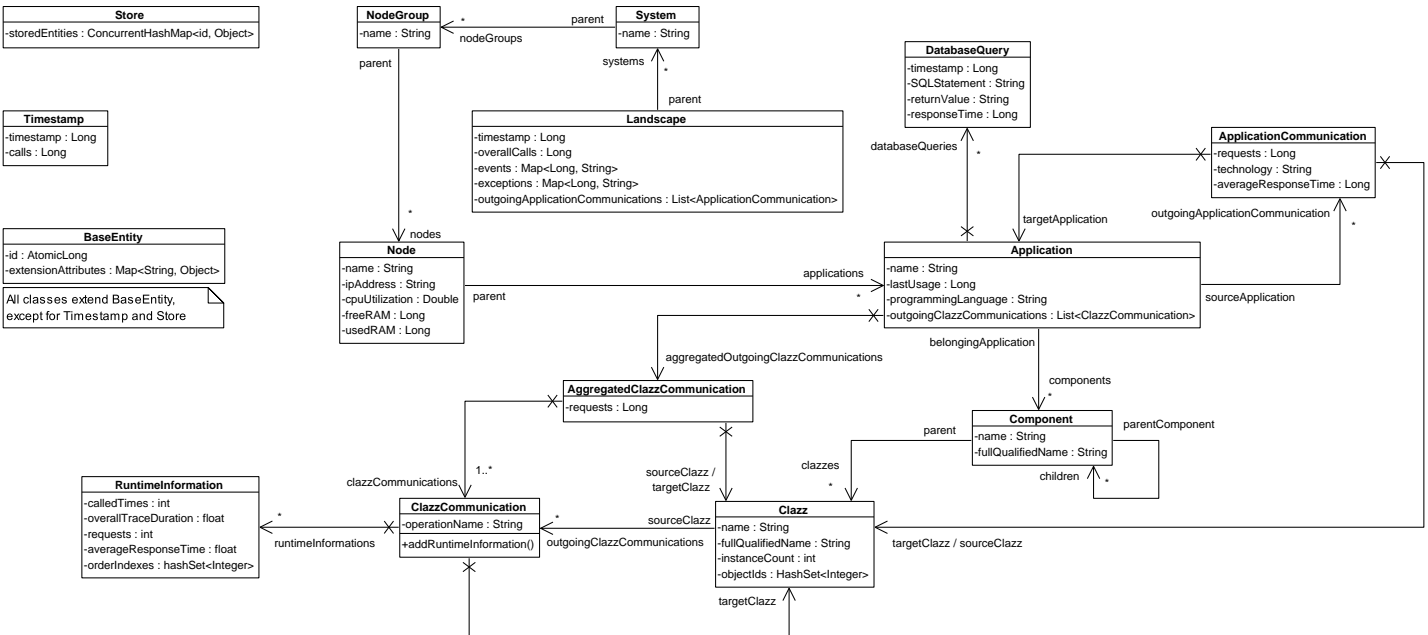 Store
-storedEntities : ConcurrentHashMap<id, Object>
NodeGroup
-name : String
parent
*
nodeGroups
parent
System
-name : String
systems
*
parent
DatabaseQuery
-timestamp : Long
-SQLStatement : String
-returnValue : String
-responseTime : Long
databaseQueries
*
Timestamp
-timestamp : Long
-calls : Long
Landscape
-timestamp : Long
-overallCalls : Long
-events : Map<Long, String>
-exceptions : Map<Long, String>
-outgoingApplicationCommunications : List<ApplicationCommunication>
ApplicationCommunication
-requests : Long
-technology : String
-averageResponseTime : Long
targetApplication
outgoingApplicationCommunication
*
BaseEntity
-id : AtomicLong
-extensionAttributes : Map<String, Object>
All classes extend BaseEntity,
except for Timestamp and Store
*
nodes
Node
-name : String
-ipAddress : String
-cpuUtilization : Double
-freeRAM : Long
-usedRAM : Long
parent
applications
*
Application
-name : String
-lastUsage : Long
-programmingLanguage : String
-outgoingClazzCommunications : List<ClazzCommunication>
sourceApplication
belongingApplication
aggregatedOutgoingClazzCommunications
components
*
AggregatedClazzCommunication
-requests : Long
Component
-name : String
-fullQualifiedName : String
parent
parentComponent
children
*
clazzes
*
sourceClazz /
targetClazz
1..*
clazzCommunications
RuntimeInformation
-calledTimes : int
-overallTraceDuration : float
-requests : int
-averageResponseTime : float
-orderIndexes : hashSet<Integer>
*
runtimeInformations
ClazzCommunication
-operationName : String
+addRuntimeInformation()
*
outgoingClazzCommunications
sourceClazz
Clazz
-name : String
-fullQualifiedName : String
-instanceCount : int
-objectIds : HashSet<Integer>
targetClazz / sourceClazz
targetClazz